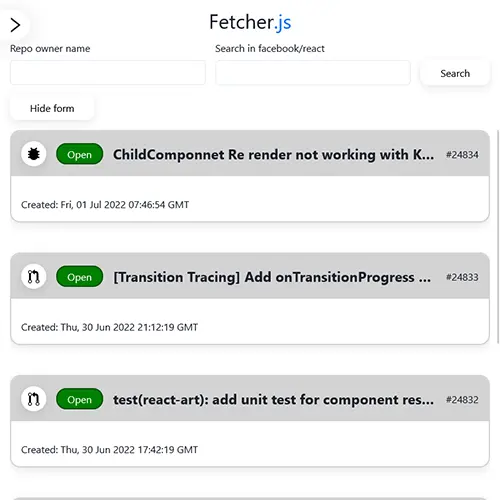 Fetcher.js
Repo owner name
Search in facebook/react
Search
Hide form
Open ChildComponnet Re render not working with K... #24834
Created: Fri, 01 Jul 2022 07:46:54 GMT
Open [Transition Tracing] Add onTransitionProgress ... #24833
Created: Thu, 30 Jun 2022 21:12:19 GMT
Open test(react-art): add unit test for component res... #24832
Created: Thu, 30 Jun 2022 17:42:19 GMT